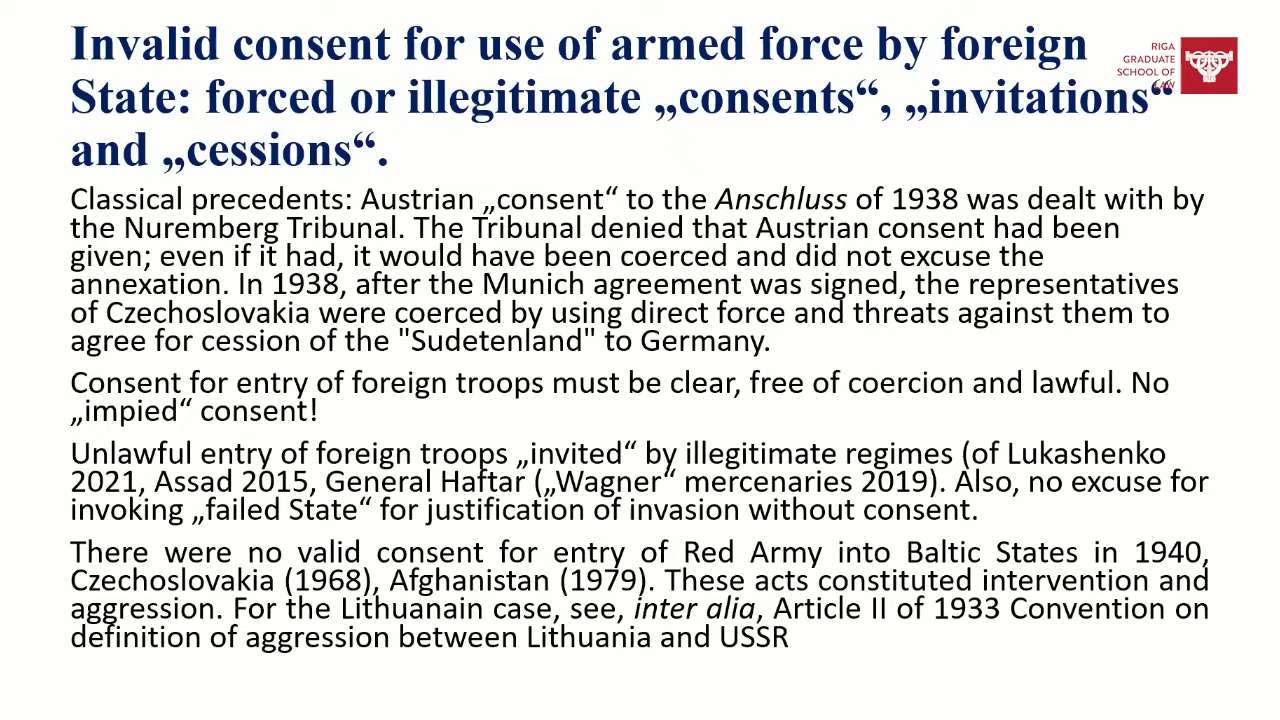 Invalid consent for use of armed force by foreign
State: forced or illegitimate „consents“, „invitations“
and „cessions“.
RIGA
GRADUATE
SCHOOL OF
LAW
Classical precedents: Austrian „consent“ to the Anschluss of 1938 was dealt with by
the Nuremberg Tribunal. The Tribunal denied that Austrian consent had been
given; even if it had, it would have been coerced and did not excuse the
annexation. In 1938, after the Munich agreement was signed, the representatives
of Czechoslovakia were coerced by using direct force and threats against them to
agree for cession of the "Sudetenland" to Germany.
Consent for entry of foreign troops must be clear, free of coercion and lawful. No
„impied“ consent!
Unlawful entry of foreign troops „invited“ by illegitimate regimes (of Lukashenko
2021, Assad 2015, General Haftar („Wagner“ mercenaries 2019). Also, no excuse for
invoking „failed State“ for justification of invasion without consent.
There were no valid consent for entry of Red Army into Baltic States in 1940,
Czechoslovakia (1968), Afghanistan (1979). These acts constituted intervention and
aggression. For the Lithuanain case, see, inter alia, Article II of 1933 Convention on
definition of aggression between Lithuania and USSR